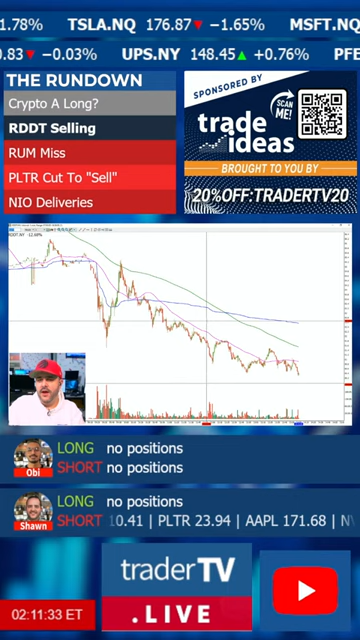 1.78% TSLA.NQ 176.87 ▼ −1.65% MSFT.NQ
0.83 ▼ −0.03% UPS.NY 148.45 ▲ +0.76% PFE
THE RUNDOWN
Crypto A Long?
RDDT Selling
RUM Miss
PLTR Cut To "Sell"
NIO Deliveries
SPONSORED BY
SCAN ME!
trade ideas
BROUGHT TO YOU BY
20%OFF:TRADERTV20
LONG no positions
SHORT no positions
Obi
LONG no positions
SHORT 10.41 | PLTR 23.94 | AAPL 171.68 | N
Shawn
traderTV
.LIVE
02:11:33 ET